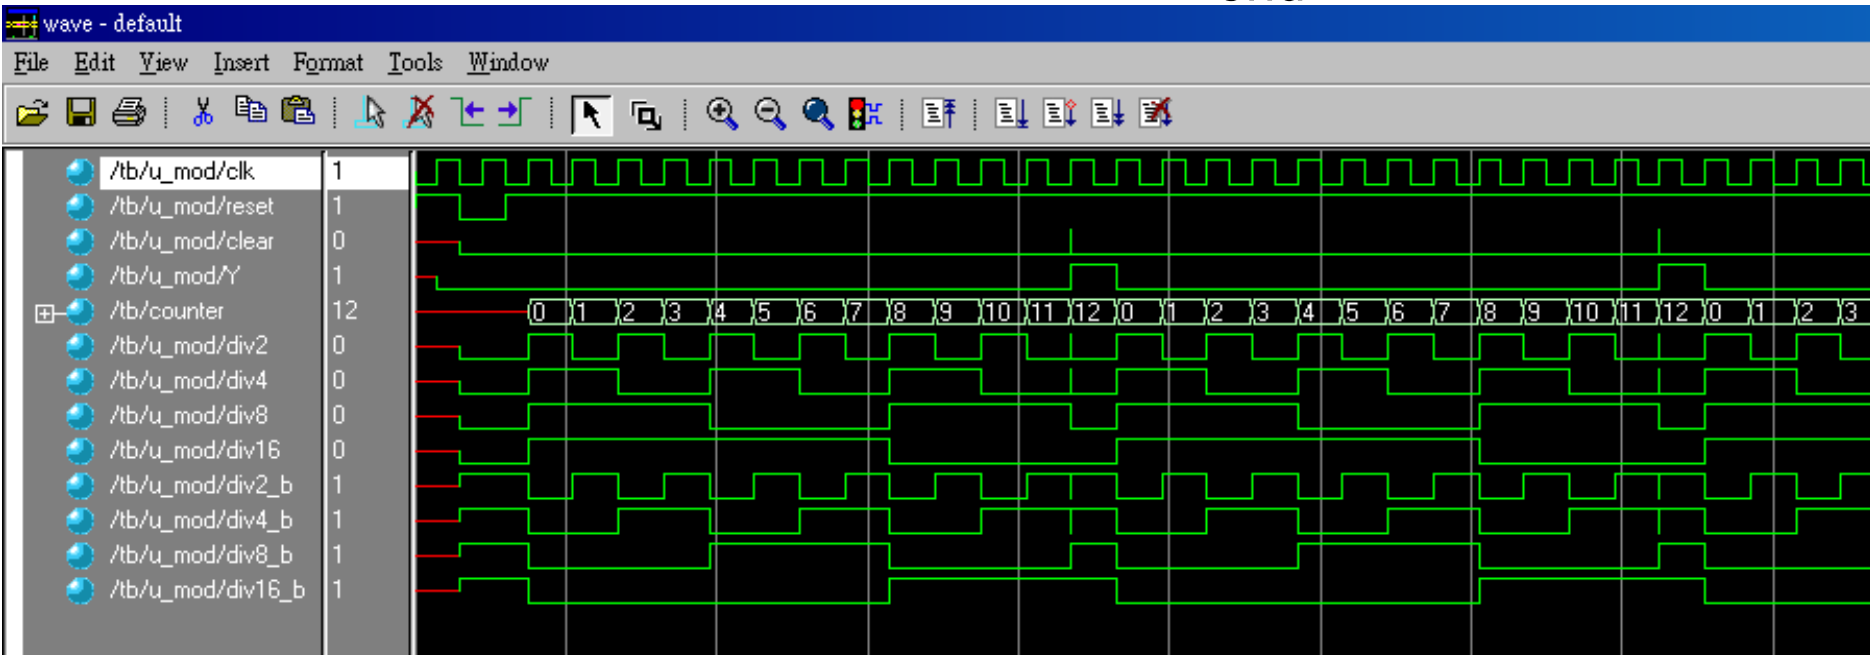 wave - default
File Edit View Insert Format Tools Window
/tb/u_mod/clk 1
/tb/u_mod/reset 1
/tb/u_mod/clear 0
/tb/u_mod/Y 1
/tb/counter 12 0 1 2 3 4 5 6 7 8 9 10 11 12 0 1 2 3 4 5 6 7 8 9 10 11 12 0 1 2 3
/tb/u_mod/div2 0
/tb/u_mod/div4 0
/tb/u_mod/div8 0
/tb/u_mod/div16 0
/tb/u_mod/div2_b 1
/tb/u_mod/div4_b 1
/tb/u_mod/div8_b 1
/tb/u_mod/div16_b 1